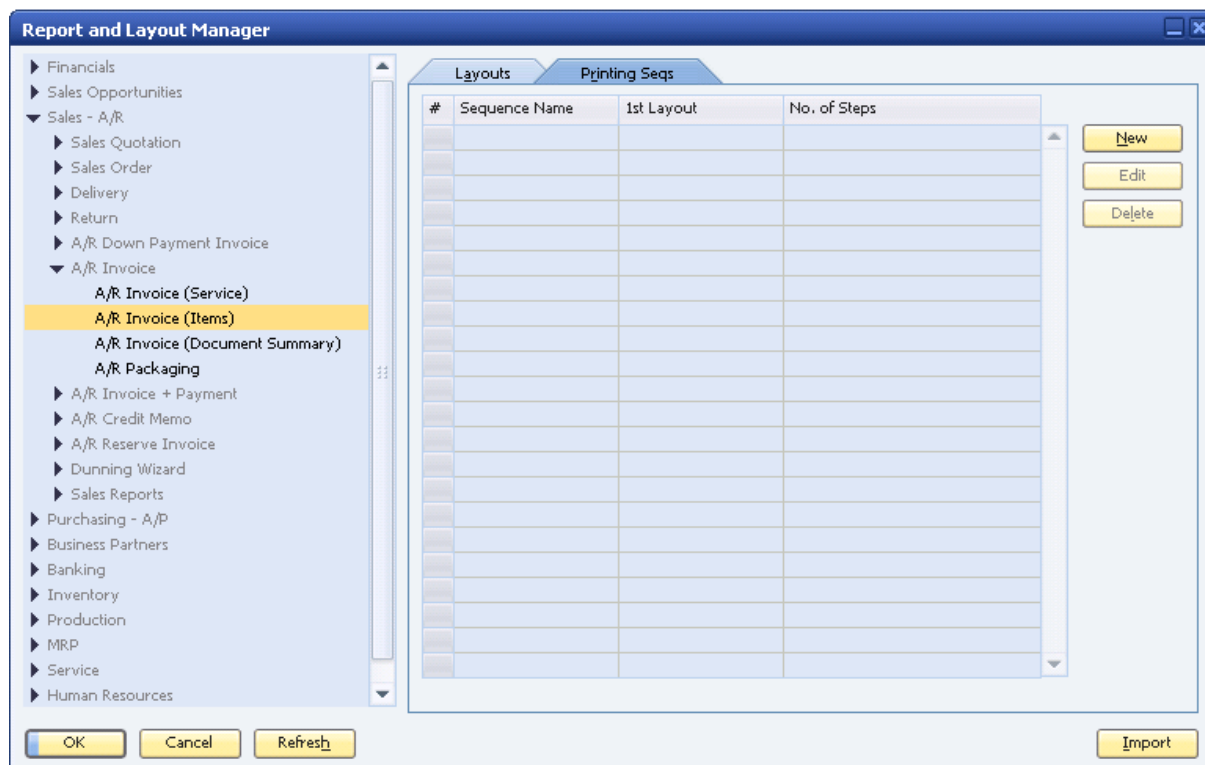 Report and Layout Manager
Financials
Sales Opportunities
Sales - A/R
Sales Quotation
Sales Order
Delivery
Return
A/R Down Payment Invoice
A/R Invoice
A/R Invoice (Service)
A/R Invoice (Items)
A/R Invoice (Document Summary)
A/R Packaging
A/R Invoice + Payment
A/R Credit Memo
A/R Reserve Invoice
Dunning Wizard
Sales Reports
Purchasing - A/P
Business Partners
Banking
Inventory
Production
MRP
Service
Human Resources
Layouts Printing Seqs
# Sequence Name 1st Layout No. of Steps
New
Edit
Delete
OK Cancel Refresh Import